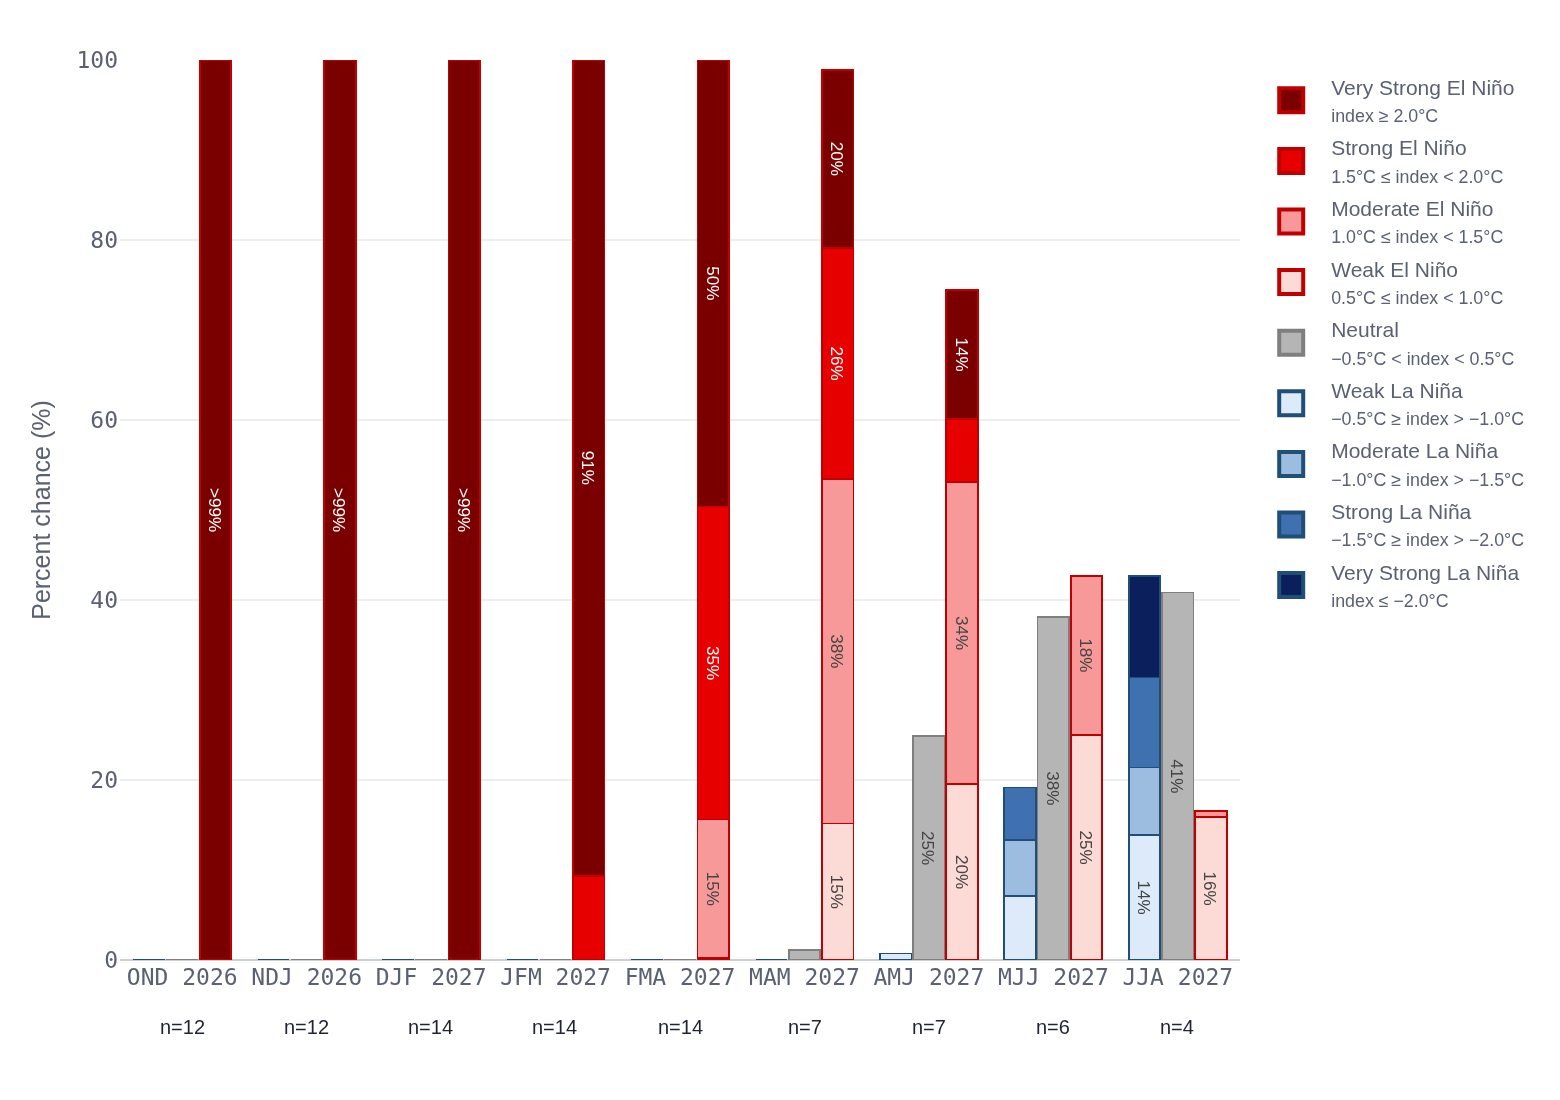 100
80
60
40
20
0
Percent chance (%)
>99%
>99%
>99%
91%
50%
35%
15%
20%
26%
38%
15%
25%
14%
34%
20%
38%
18%
25%
14%
41%
16%
OND 2026 NDJ 2026 DJF 2027 JFM 2027 FMA 2027 MAM 2027 AMJ 2027 MJJ 2027 JJA 2027
n=12 n=12 n=14 n=14 n=14 n=7 n=7 n=6 n=4
Very Strong El Niño
index ≥ 2.0°C
Strong El Niño
1.5°C ≤ index < 2.0°C
Moderate El Niño
1.0°C ≤ index < 1.5°C
Weak El Niño
0.5°C ≤ index < 1.0°C
Neutral
−0.5°C < index < 0.5°C
Weak La Niña
−0.5°C ≥ index > −1.0°C
Moderate La Niña
−1.0°C ≥ index > −1.5°C
Strong La Niña
−1.5°C ≥ index > −2.0°C
Very Strong La Niña
index ≤ −2.0°C